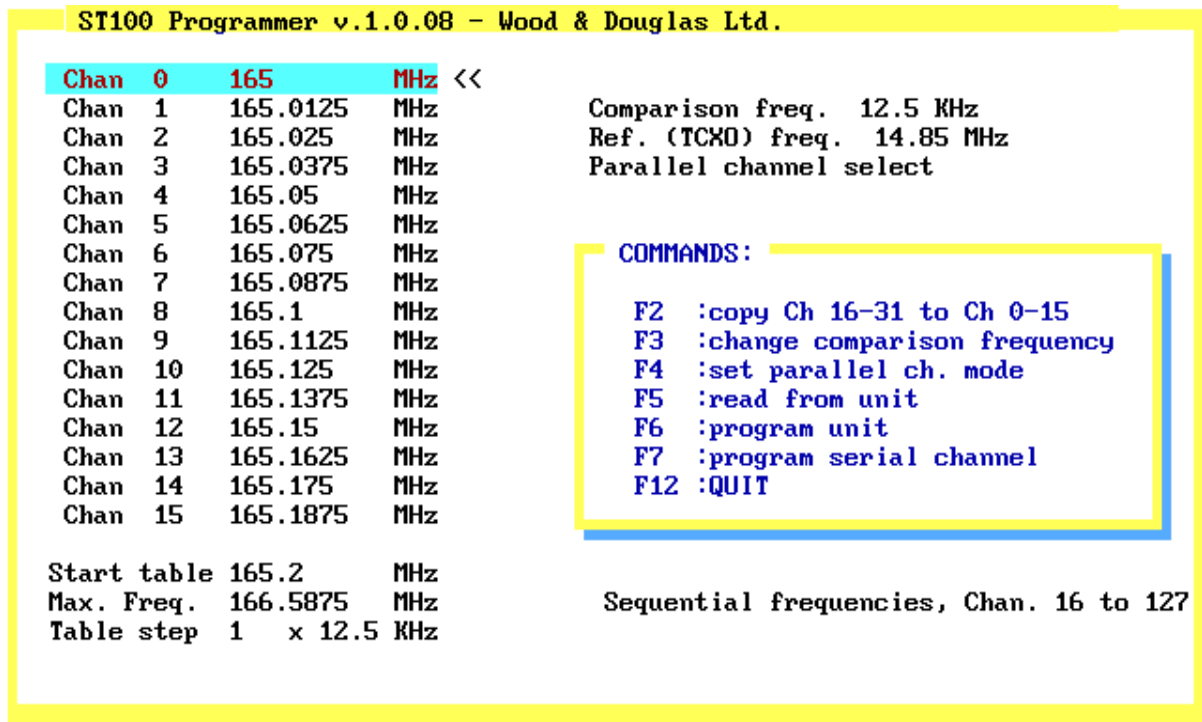 ST100 Programmer v.1.0.08 - Wood & Douglas Ltd.
Chan 0 165 MHz <<
Chan 1 165.0125 MHz
Chan 2 165.025 MHz
Chan 3 165.0375 MHz
Chan 4 165.05 MHz
Chan 5 165.0625 MHz
Chan 6 165.075 MHz
Chan 7 165.0875 MHz
Chan 8 165.1 MHz
Chan 9 165.1125 MHz
Chan 10 165.125 MHz
Chan 11 165.1375 MHz
Chan 12 165.15 MHz
Chan 13 165.1625 MHz
Chan 14 165.175 MHz
Chan 15 165.1875 MHz
Start table 165.2 MHz
Max. Freq. 166.5875 MHz
Table step 1 x 12.5 KHz
Comparison freq. 12.5 KHz
Ref. (TCXO) freq. 14.85 MHz
Parallel channel select
COMMANDS:
F2 :copy Ch 16-31 to Ch 0-15
F3 :change comparison frequency
F4 :set parallel ch. mode
F5 :read from unit
F6 :program unit
F7 :program serial channel
F12 :QUIT
Sequential frequencies, Chan. 16 to 127